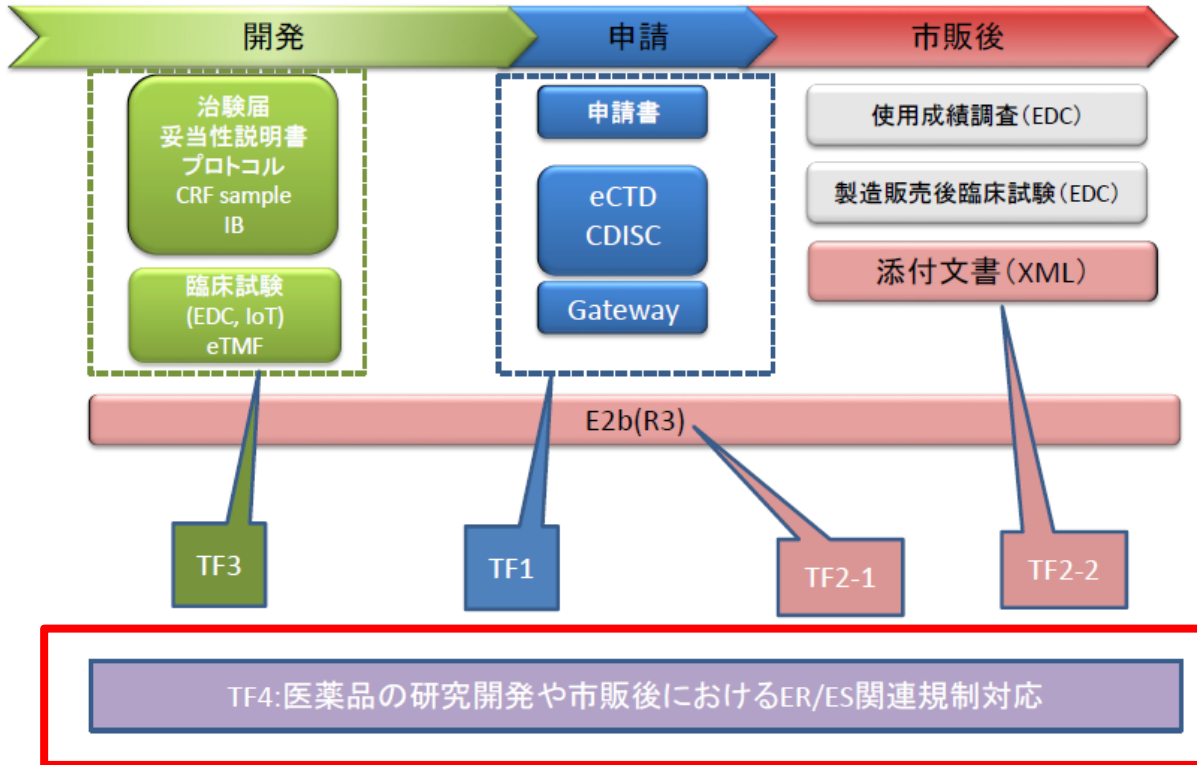 開発
申請
市販後
治験届
妥当性説明書
プロトコル
CRF sample
IB
臨床試験
(EDC, IoT)
eTMF
申請書
eCTD
CDISC
Gateway
使用成績調査(EDC)
製造販売後臨床試験(EDC)
添付文書(XML)
E2b(R3)
TF3
TF1
TF2-1
TF2-2
TF4:医薬品の研究開発や市販後におけるER/ES関連規制対応